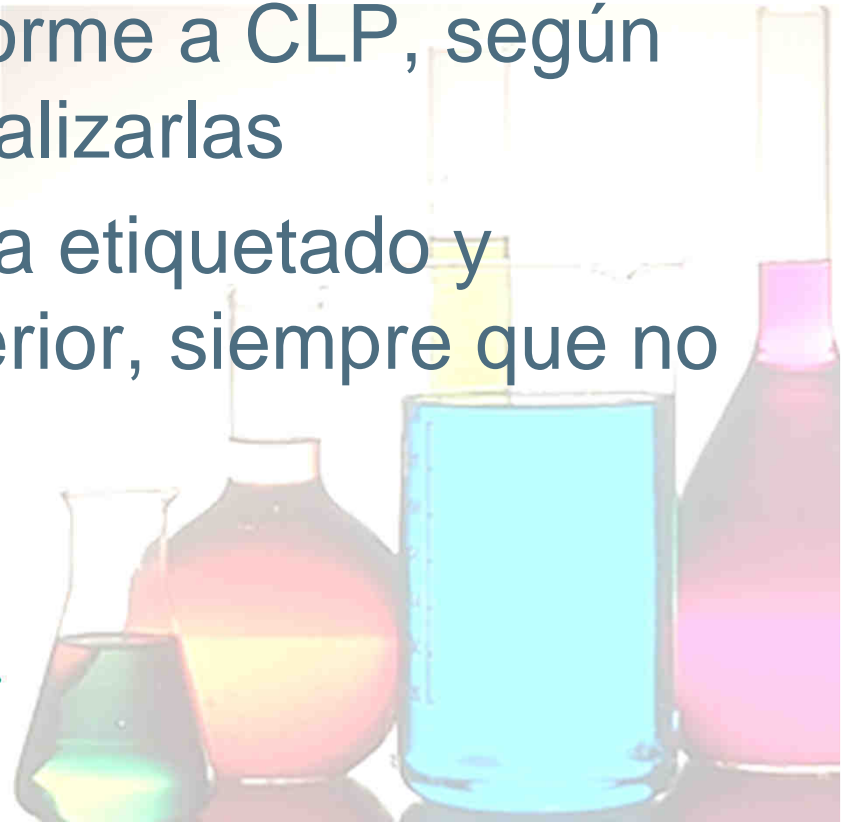 orme a CLP, según
alizarlas
a etiquetado y
erior, siempre que no